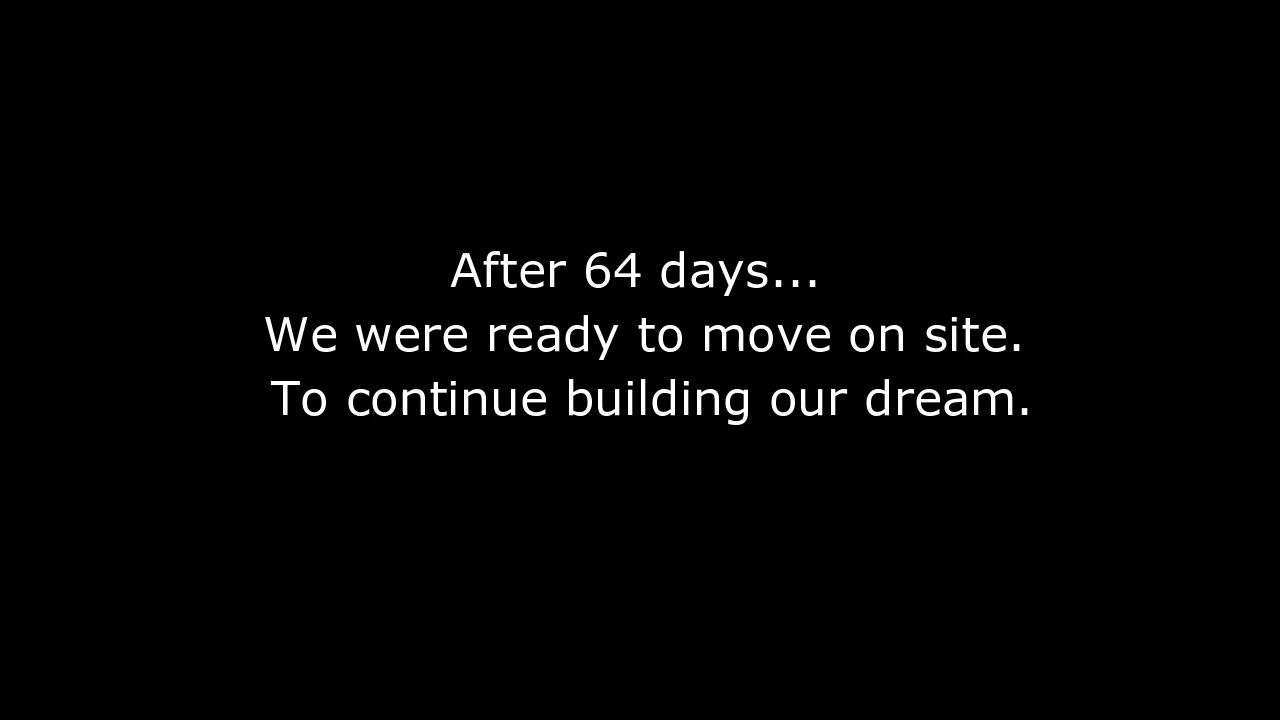 After 64 days...
We were ready to move on site.
To continue building our dream.